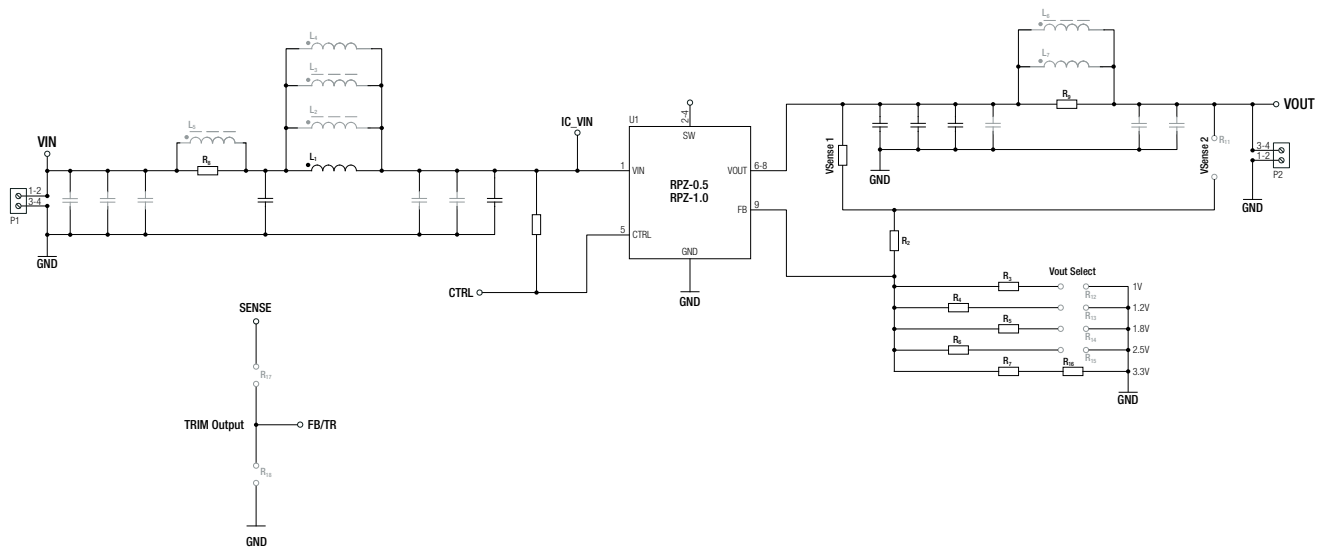 L₄
L₃
L₂
L₁
L₅
R₈
VIN
1-2
3-4
P1
GND
IC_VIN
U1
2-4
SW
1
VIN
VOUT
6-8
RPZ-0.5
RPZ-1.0
FB
9
5
CTRL
GND
GND
CTRL
L₆
L₇
R₉
VOUT
VSense 1
GND
VSense 2
R₁₁
3-4
1-2
P2
GND
R₂
Vout Select
R₃
R₁₂
1V
R₄
R₁₃
1.2V
R₅
R₁₄
1.8V
R₆
R₁₅
2.5V
R₇
R₁₆
3.3V
GND
SENSE
R₁₇
TRIM Output
FB/TR
R₁₈
GND